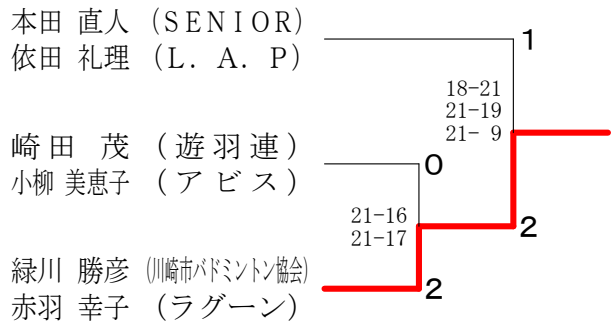 本田 直人 (SENIOR)
依田 礼理 (L. A. P)
1
18-21
21-19
21- 9
崎田 茂 (遊羽連)
小柳 美恵子 (アビス)
0
21-16
21-17
2
緑川 勝彦 (川崎市バドミントン協会)
赤羽 幸子 (ラグーン)
2